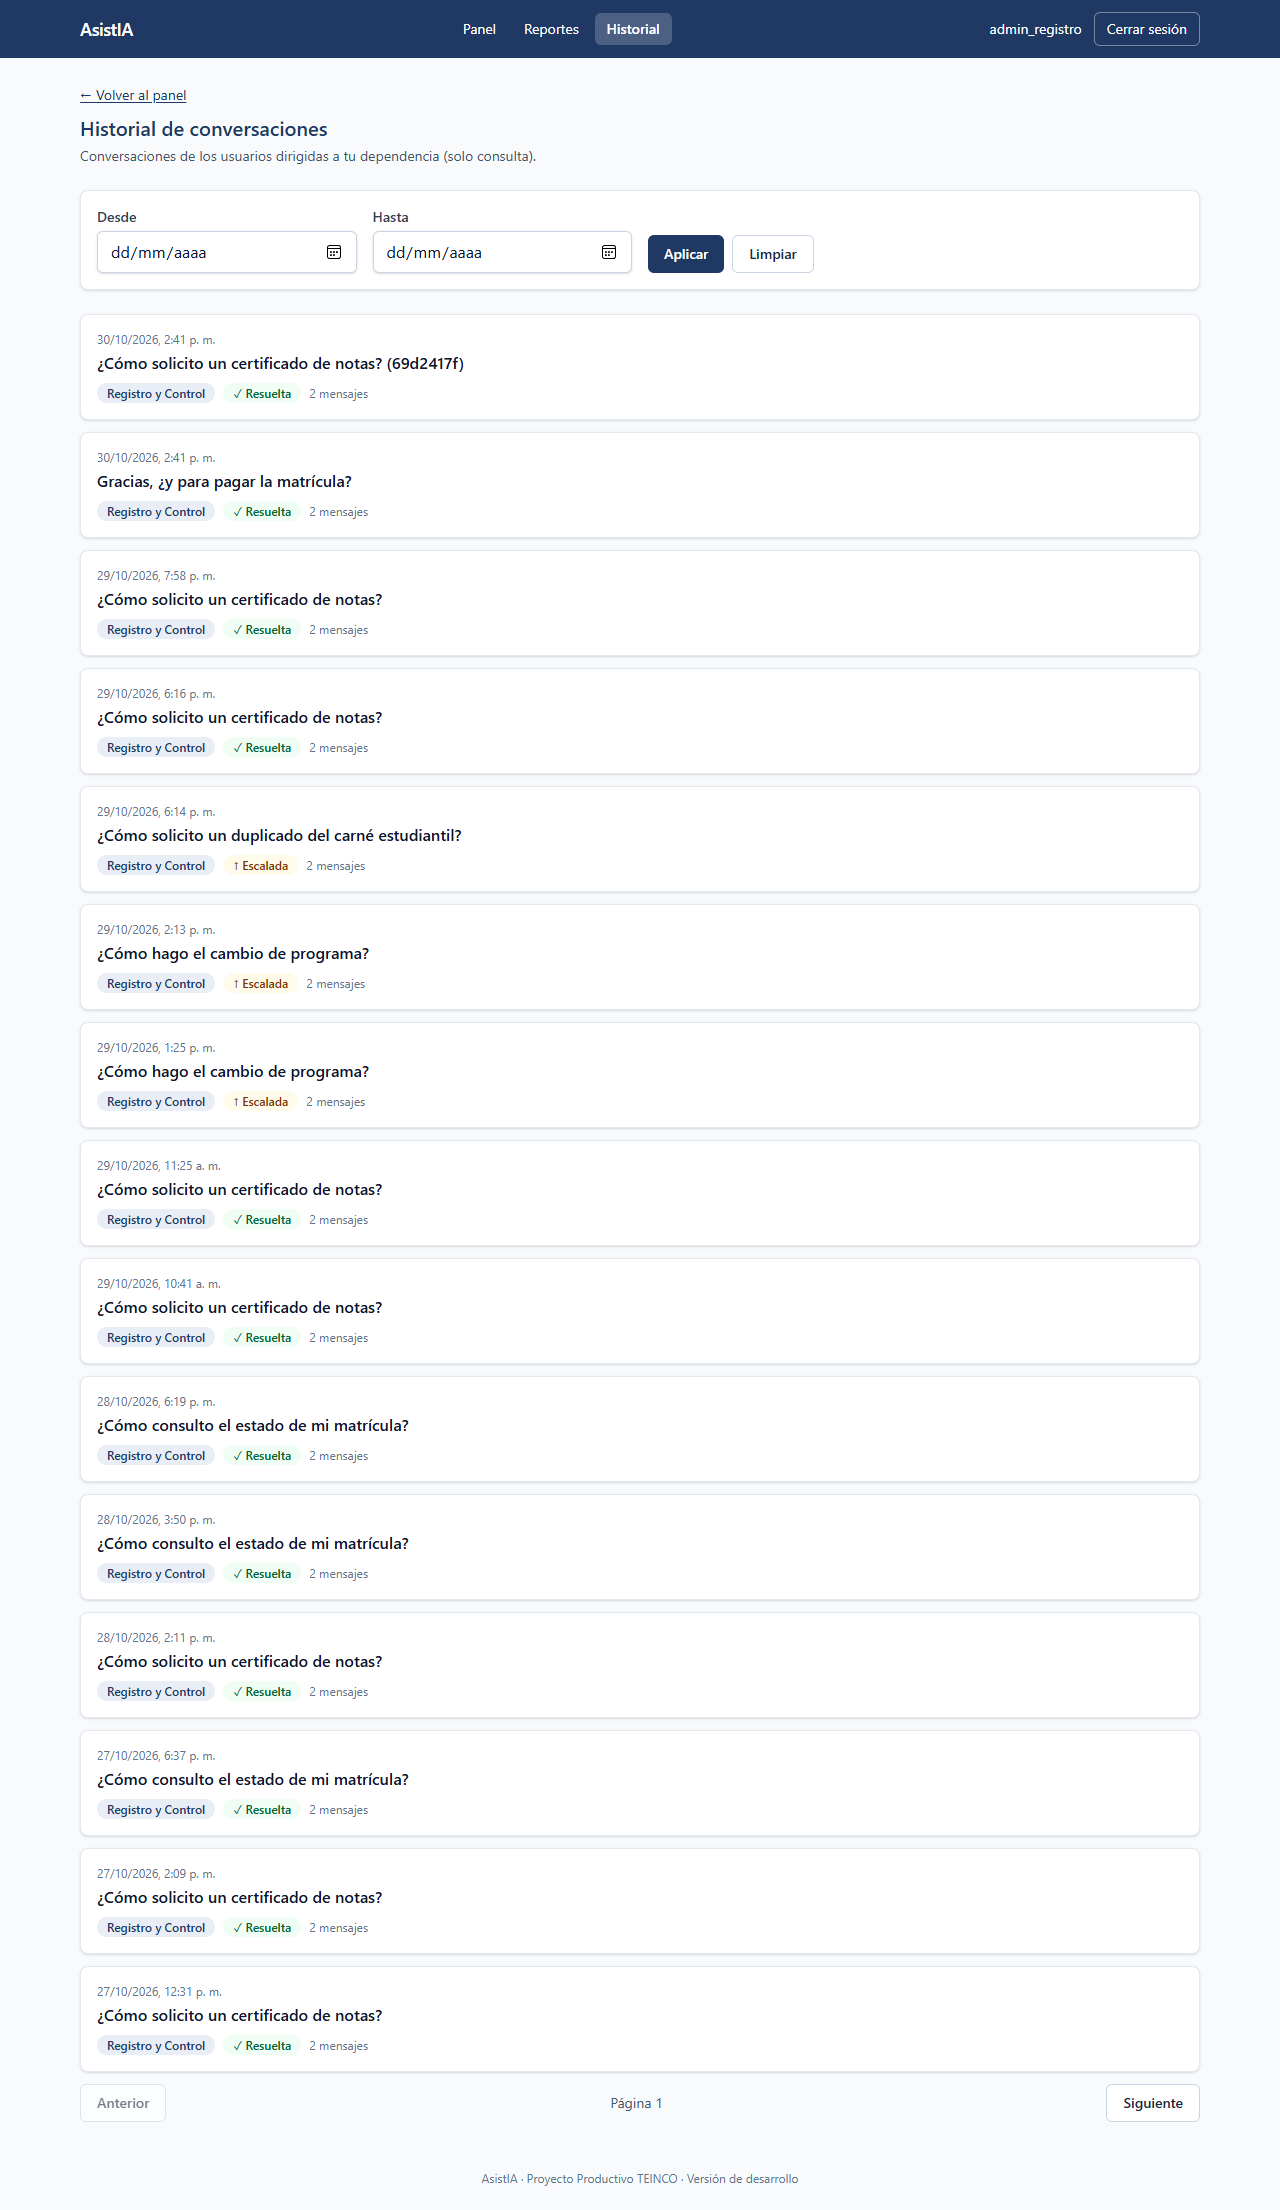 AsistIA Panel Reportes Historial admin_registro Cerrar sesión
← Volver al panel
Historial de conversaciones
Conversaciones de los usuarios dirigidas a tu dependencia (solo consulta).
Desde Hasta
dd/mm/aaaa dd/mm/aaaa Aplicar Limpiar
30/10/2026, 2:41 p. m.
¿Cómo solicito un certificado de notas? (69d2417f)
Registro y Control ✓ Resuelta 2 mensajes
30/10/2026, 2:41 p. m.
Gracias, ¿y para pagar la matrícula?
Registro y Control ✓ Resuelta 2 mensajes
29/10/2026, 7:58 p. m.
¿Cómo solicito un certificado de notas?
Registro y Control ✓ Resuelta 2 mensajes
29/10/2026, 6:16 p. m.
¿Cómo solicito un certificado de notas?
Registro y Control ✓ Resuelta 2 mensajes
29/10/2026, 6:14 p. m.
¿Cómo solicito un duplicado del carné estudiantil?
Registro y Control ↑ Escalada 2 mensajes
29/10/2026, 2:13 p. m.
¿Cómo hago el cambio de programa?
Registro y Control ↑ Escalada 2 mensajes
29/10/2026, 1:25 p. m.
¿Cómo hago el cambio de programa?
Registro y Control ↑ Escalada 2 mensajes
29/10/2026, 11:25 a. m.
¿Cómo solicito un certificado de notas?
Registro y Control ✓ Resuelta 2 mensajes
29/10/2026, 10:41 a. m.
¿Cómo solicito un certificado de notas?
Registro y Control ✓ Resuelta 2 mensajes
28/10/2026, 6:19 p. m.
¿Cómo consulto el estado de mi matrícula?
Registro y Control ✓ Resuelta 2 mensajes
28/10/2026, 3:50 p. m.
¿Cómo consulto el estado de mi matrícula?
Registro y Control ✓ Resuelta 2 mensajes
28/10/2026, 2:11 p. m.
¿Cómo solicito un certificado de notas?
Registro y Control ✓ Resuelta 2 mensajes
27/10/2026, 6:37 p. m.
¿Cómo consulto el estado de mi matrícula?
Registro y Control ✓ Resuelta 2 mensajes
27/10/2026, 2:09 p. m.
¿Cómo solicito un certificado de notas?
Registro y Control ✓ Resuelta 2 mensajes
27/10/2026, 12:31 p. m.
¿Cómo solicito un certificado de notas?
Registro y Control ✓ Resuelta 2 mensajes
Anterior Página 1 Siguiente
AsistIA · Proyecto Productivo TEINCO · Versión de desarrollo